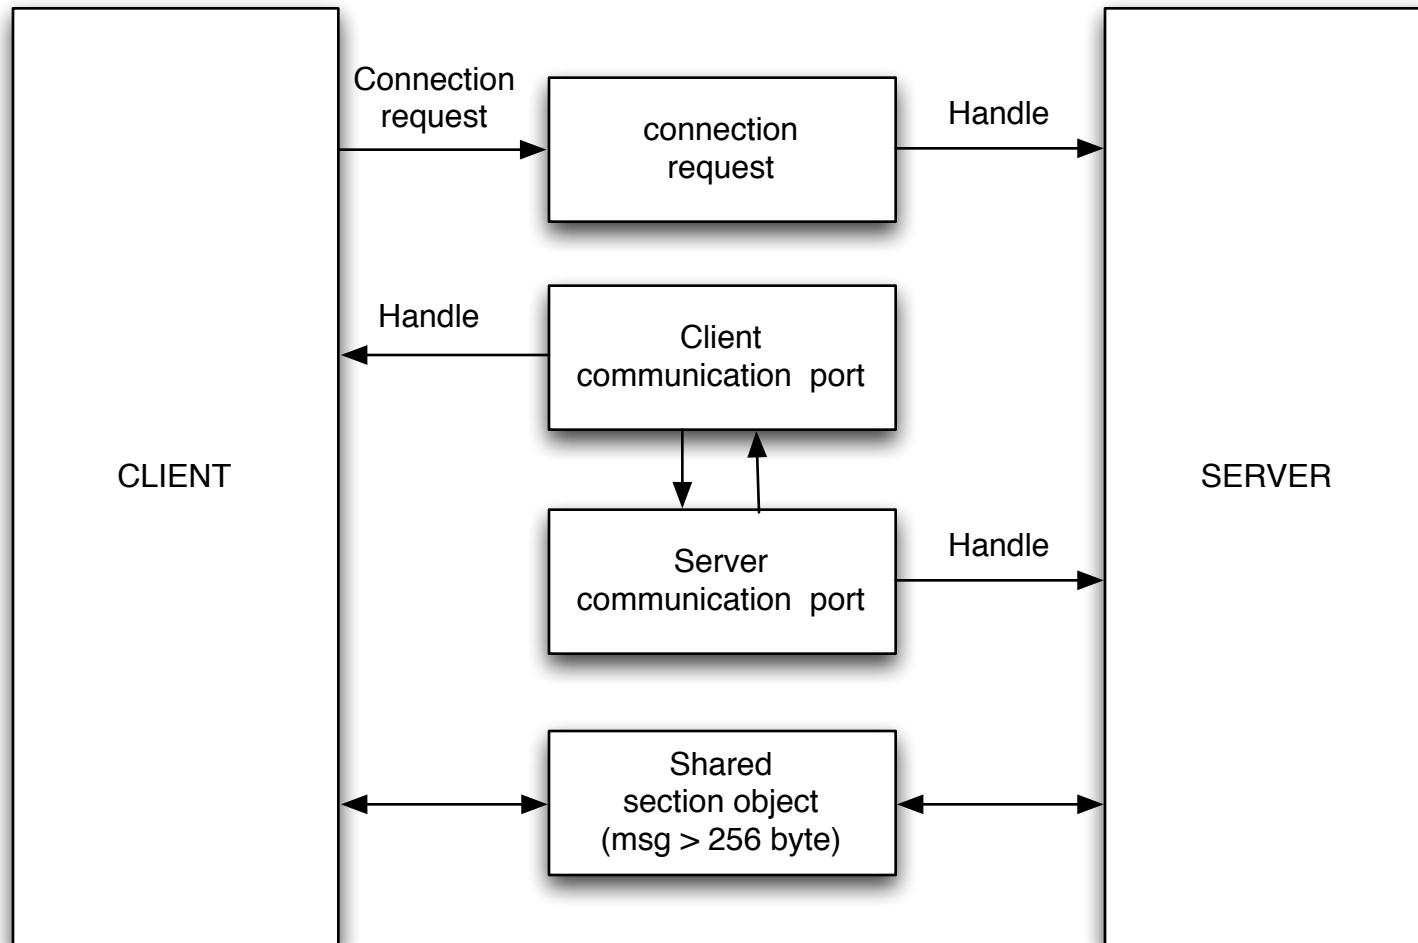 Connection
request
connection
request
Handle
Handle
Client
communication port
CLIENT
SERVER
Server
communication port
Handle
Shared
section object
(msg > 256 byte)